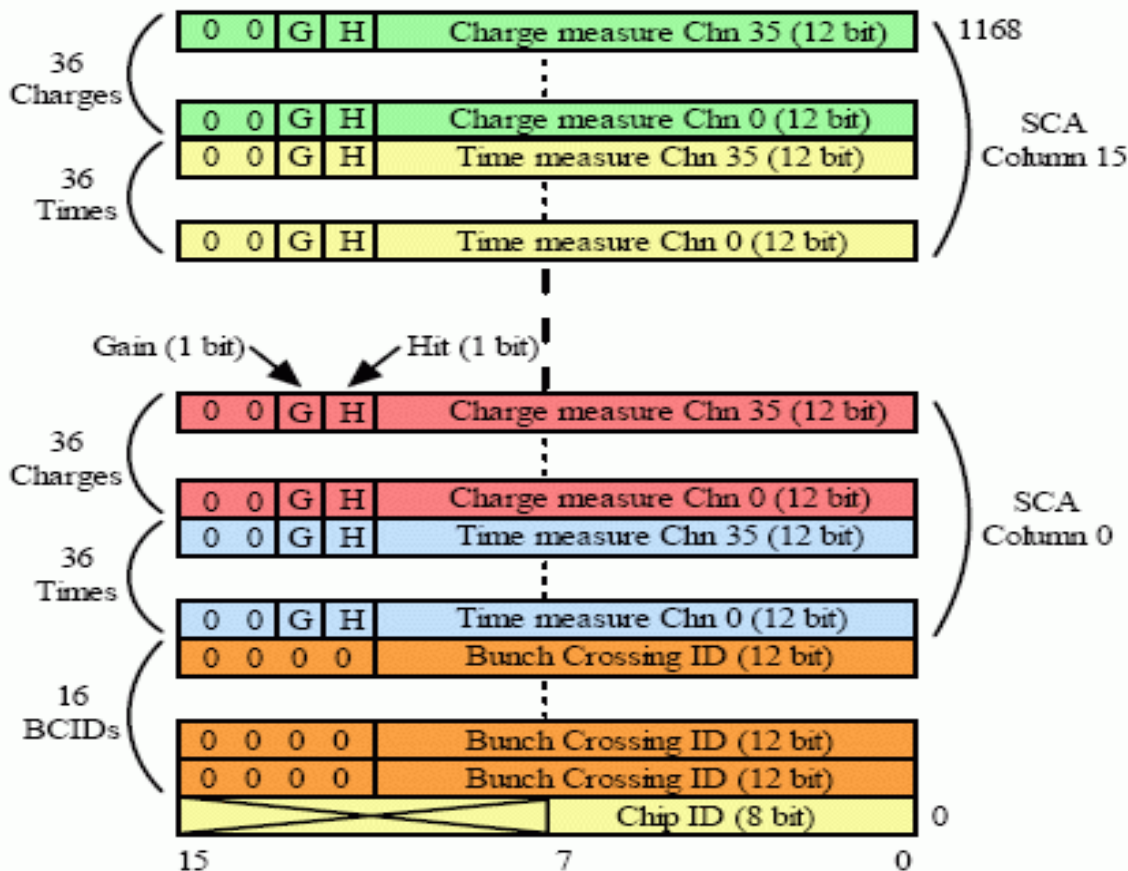 0 0 G H Charge measure Chn 35 (12 bit) 1168
36
Charges
0 0 G H Charge measure Chn 0 (12 bit)
SCA
Column 15
0 0 G H Time measure Chn 35 (12 bit)
36
Times
0 0 G H Time measure Chn 0 (12 bit)
Gain (1 bit) Hit (1 bit)
0 0 G H Charge measure Chn 35 (12 bit)
36
Charges
0 0 G H Charge measure Chn 0 (12 bit)
SCA
Column 0
0 0 G H Time measure Chn 35 (12 bit)
36
Times
0 0 G H Time measure Chn 0 (12 bit)
0 0 0 0 Bunch Crossing ID (12 bit)
16
BCIDs
0 0 0 0 Bunch Crossing ID (12 bit)
0 0 0 0 Bunch Crossing ID (12 bit)
Chip ID (8 bit) 0
15 7 0